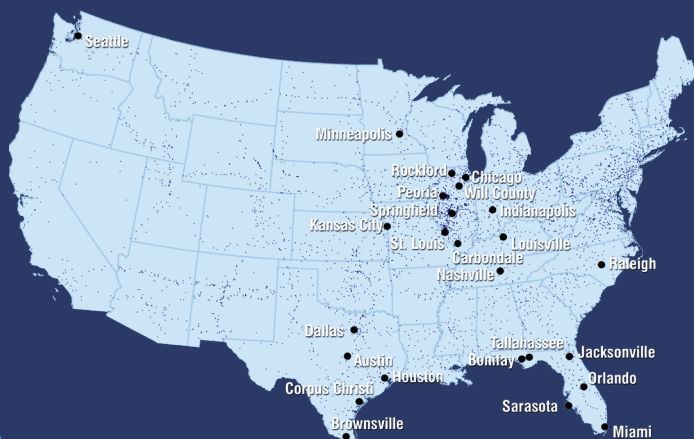 Seattle
Minneapolis
Rockford
Chicago
Peoria
Will County
Springfield
Indianapolis
Kansas City
St. Louis
Louisville
Carbondale
Nashville
Raleigh
Dallas
Tallahassee
Jacksonville
Austin
Bonifay
Houston
Orlando
Corpus Christi
Sarasota
Brownsville
Miami